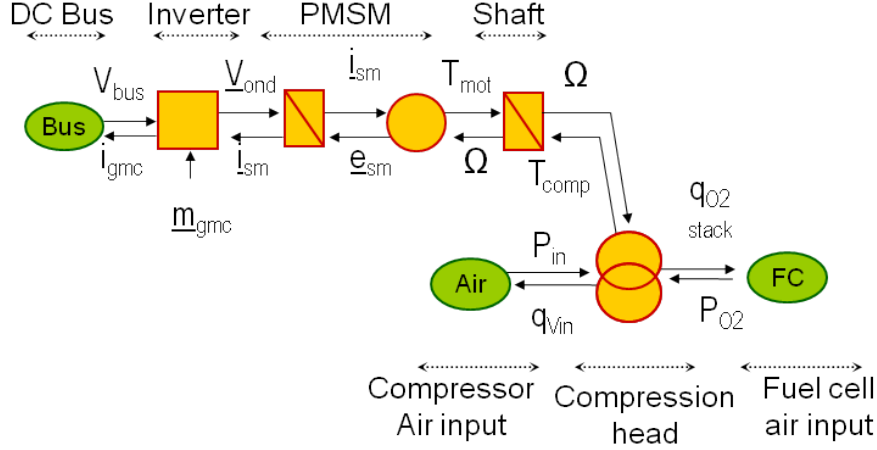 DC Bus Inverter PMSM Shaft
V_bus V_ond i_sm T_mot Ω
Bus
i_gmc i_sm e_sm Ω T_comp
m_gmc
q_O2
stack
P_in
Air FC
q_Vin P_O2
Compressor Compression Fuel cell
Air input head air input